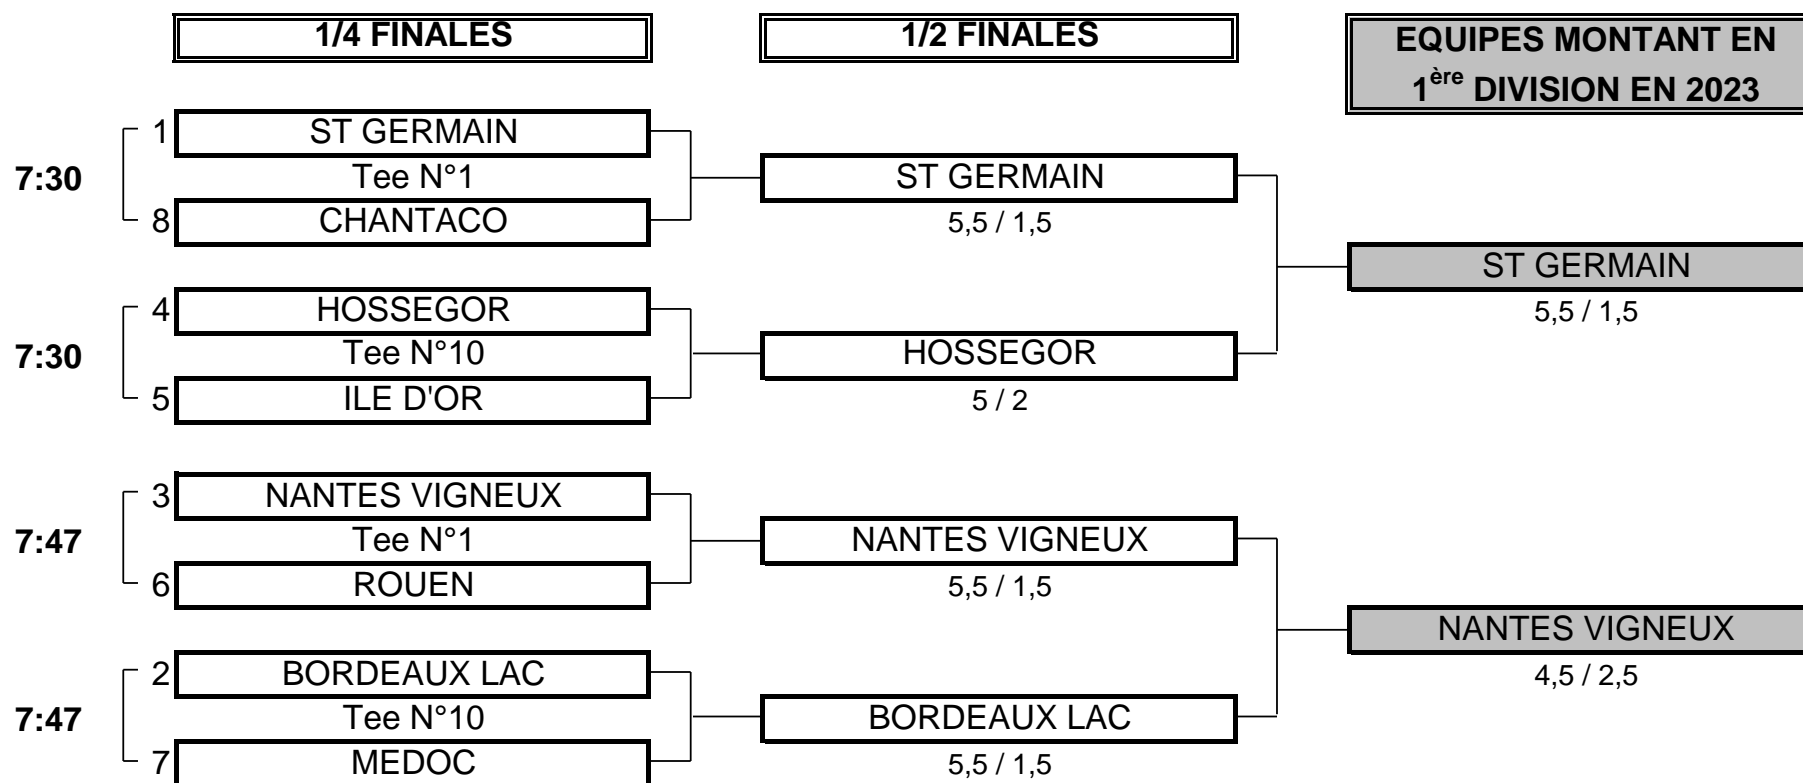 1/4 FINALES
1/2 FINALES
EQUIPES MONTANT EN
1ère DIVISION EN 2023
1 ST GERMAIN
7:30 Tee N°1
8 CHANTACO
ST GERMAIN
5,5 / 1,5
4 HOSSEGOR
7:30 Tee N°10
5 ILE D'OR
HOSSEGOR
5 / 2
ST GERMAIN
5,5 / 1,5
3 NANTES VIGNEUX
7:47 Tee N°1
6 ROUEN
NANTES VIGNEUX
5,5 / 1,5
2 BORDEAUX LAC
7:47 Tee N°10
7 MEDOC
BORDEAUX LAC
5,5 / 1,5
NANTES VIGNEUX
4,5 / 2,5